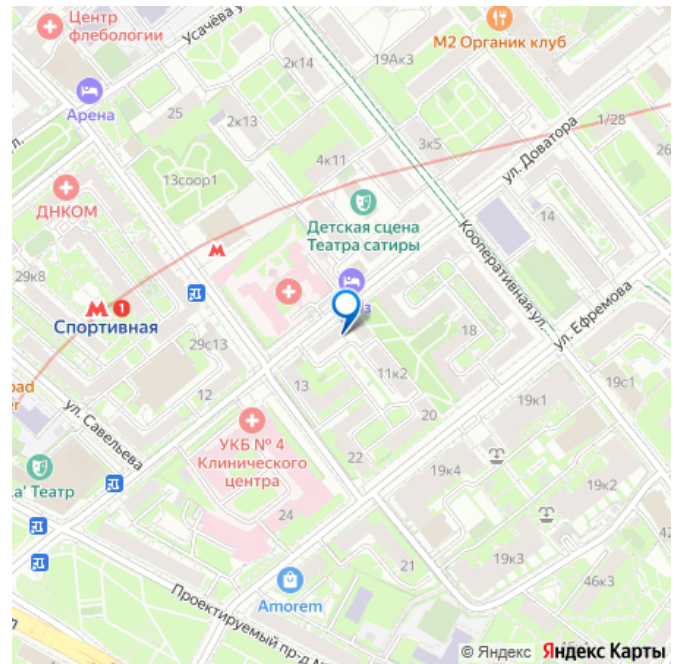 Центр
флебологии
Усачёва у
М2 Органик клуб
2к14
19Ак3
Арена
25
2к13
3к5
1/28
ул. Доватора
26
ул.
13соор1
4к11
ДНКОМ
Детская сцена
Театра сатиры
14
Кооперативная ул.
29к8
М
М 1
Спортивная
29с13
18
ул. Ефремова
13
11к2
12
19к1
19с1
ул. Савельева
20
УКБ № 4
Клинического
центра
22
19к4
а' Театр
19к2
24
19к3
42
21
46к3
Amorem
Проектируемый пр-д
© Яндекс Яндекс Карты